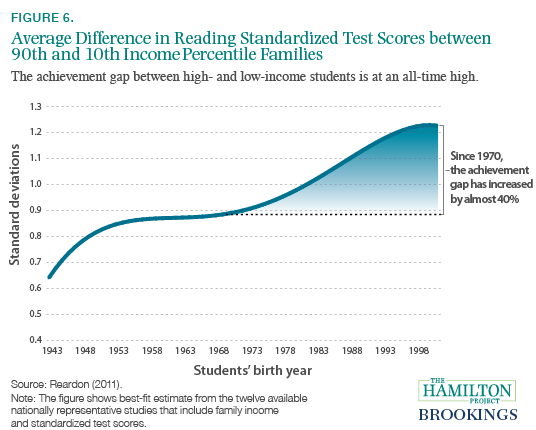 FIGURE 6.
Average Difference in Reading Standardized Test Scores between
90th and 10th Income Percentile Families
The achievement gap between high- and low-income students is at an all-time high.
1.3
1.2
1.1
1.0
0.9
0.8
0.7
0.6
0.5
0.4
Standard deviations
Since 1970,
the achievement
gap has increased
by almost 40%
1943 1948 1953 1958 1963 1968 1973 1978 1983 1988 1993 1998
Students' birth year
Source: Reardon (2011).
Note: The figure shows best-fit estimate from the twelve available
nationally representative studies that include family income
and standardized test scores.
THE
HAMILTON
PROJECT
BROOKINGS